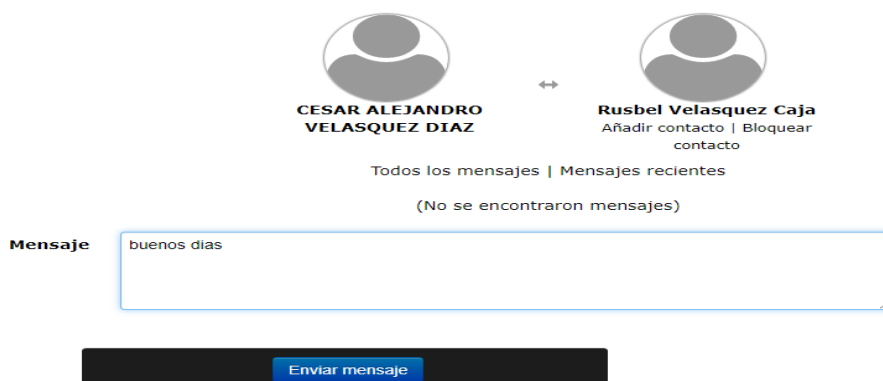 CESAR ALEJANDRO
VELASQUEZ DIAZ
Rusbel Velasquez Caja
Añadir contacto | Bloquear
contacto
Todos los mensajes | Mensajes recientes
(No se encontraron mensajes)
Mensaje
buenos dias
Enviar mensaje